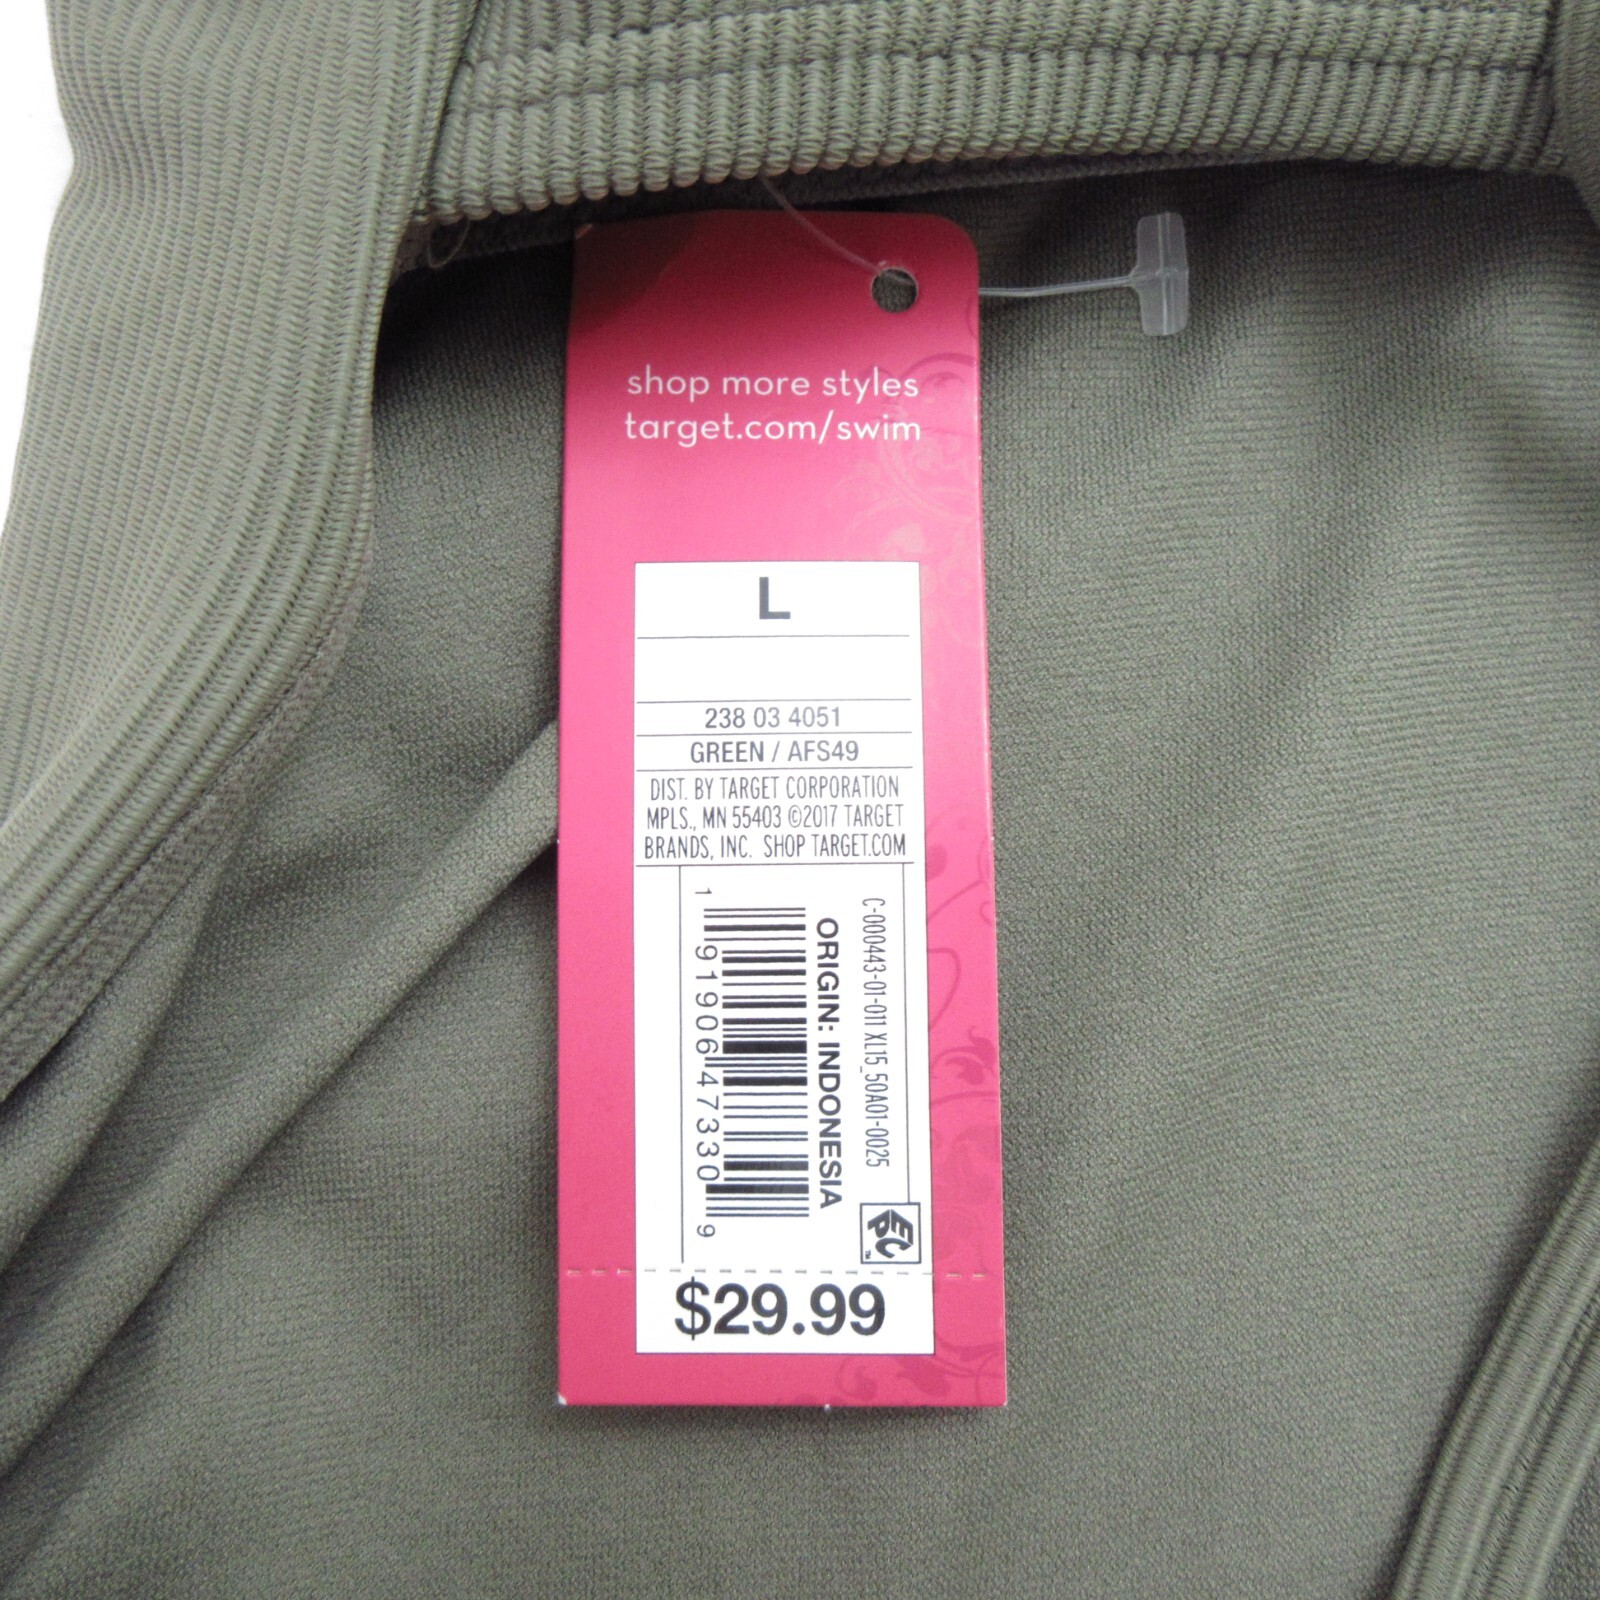 shop more styles
target.com/swim
L
238 03 4051
GREEN / AFS49
DIST. BY TARGET CORPORATION
MPLS., MN 55403 ©2017 TARGET
BRANDS, INC. SHOP TARGET.COM
C-000443-01-011 XL15_50A01-0025
ORIGIN: INDONESIA
1 91906 47330 9
EPC
TM
$29.99